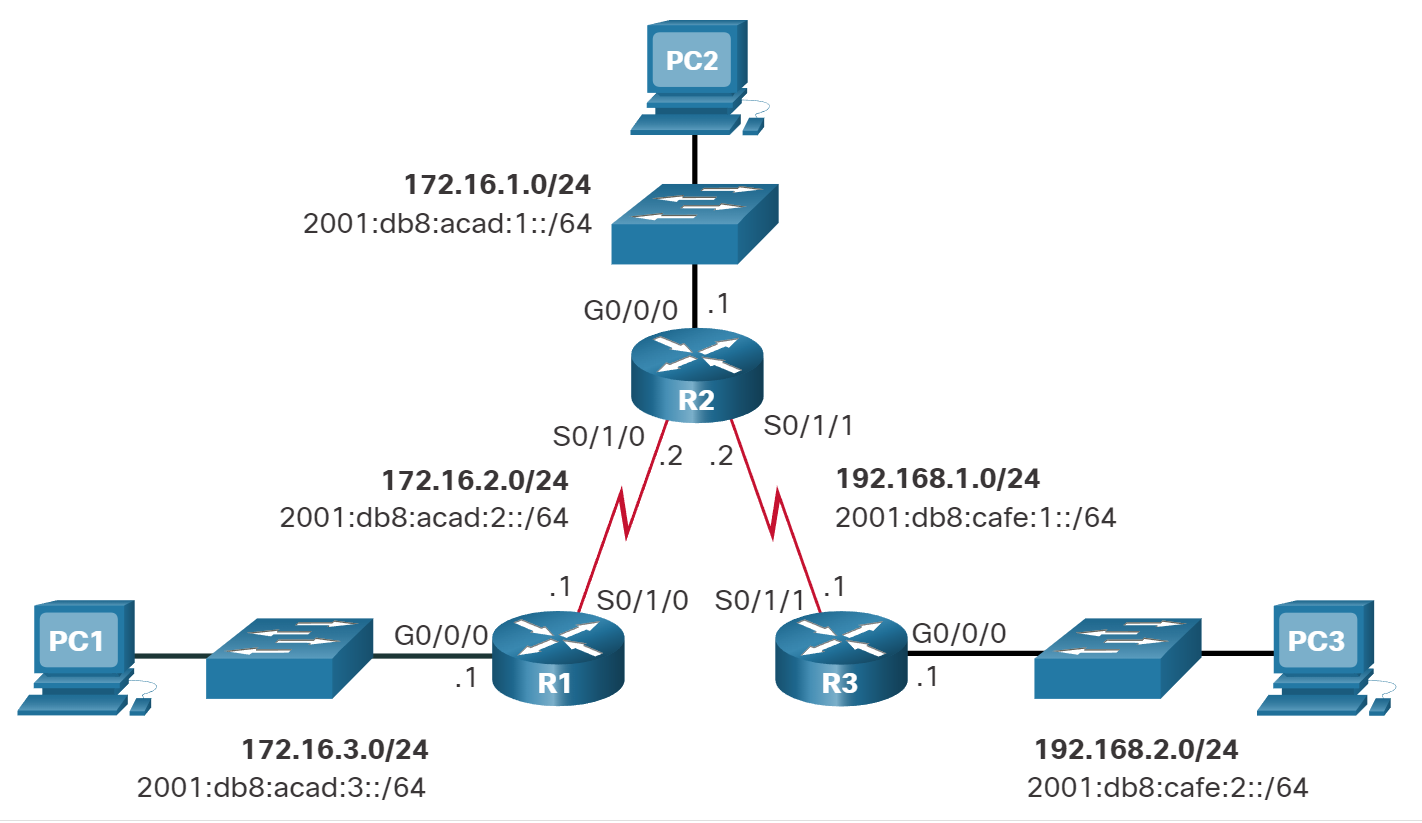 PC2
172.16.1.0/24
2001:db8:acad:1::/64
G0/0/0
.1
R2
S0/1/0
S0/1/1
.2
.2
172.16.2.0/24
2001:db8:acad:2::/64
192.168.1.0/24
2001:db8:cafe:1::/64
.1
S0/1/0
S0/1/1
.1
PC1
G0/0/0
.1
R1
R3
G0/0/0
.1
PC3
172.16.3.0/24
2001:db8:acad:3::/64
192.168.2.0/24
2001:db8:cafe:2::/64